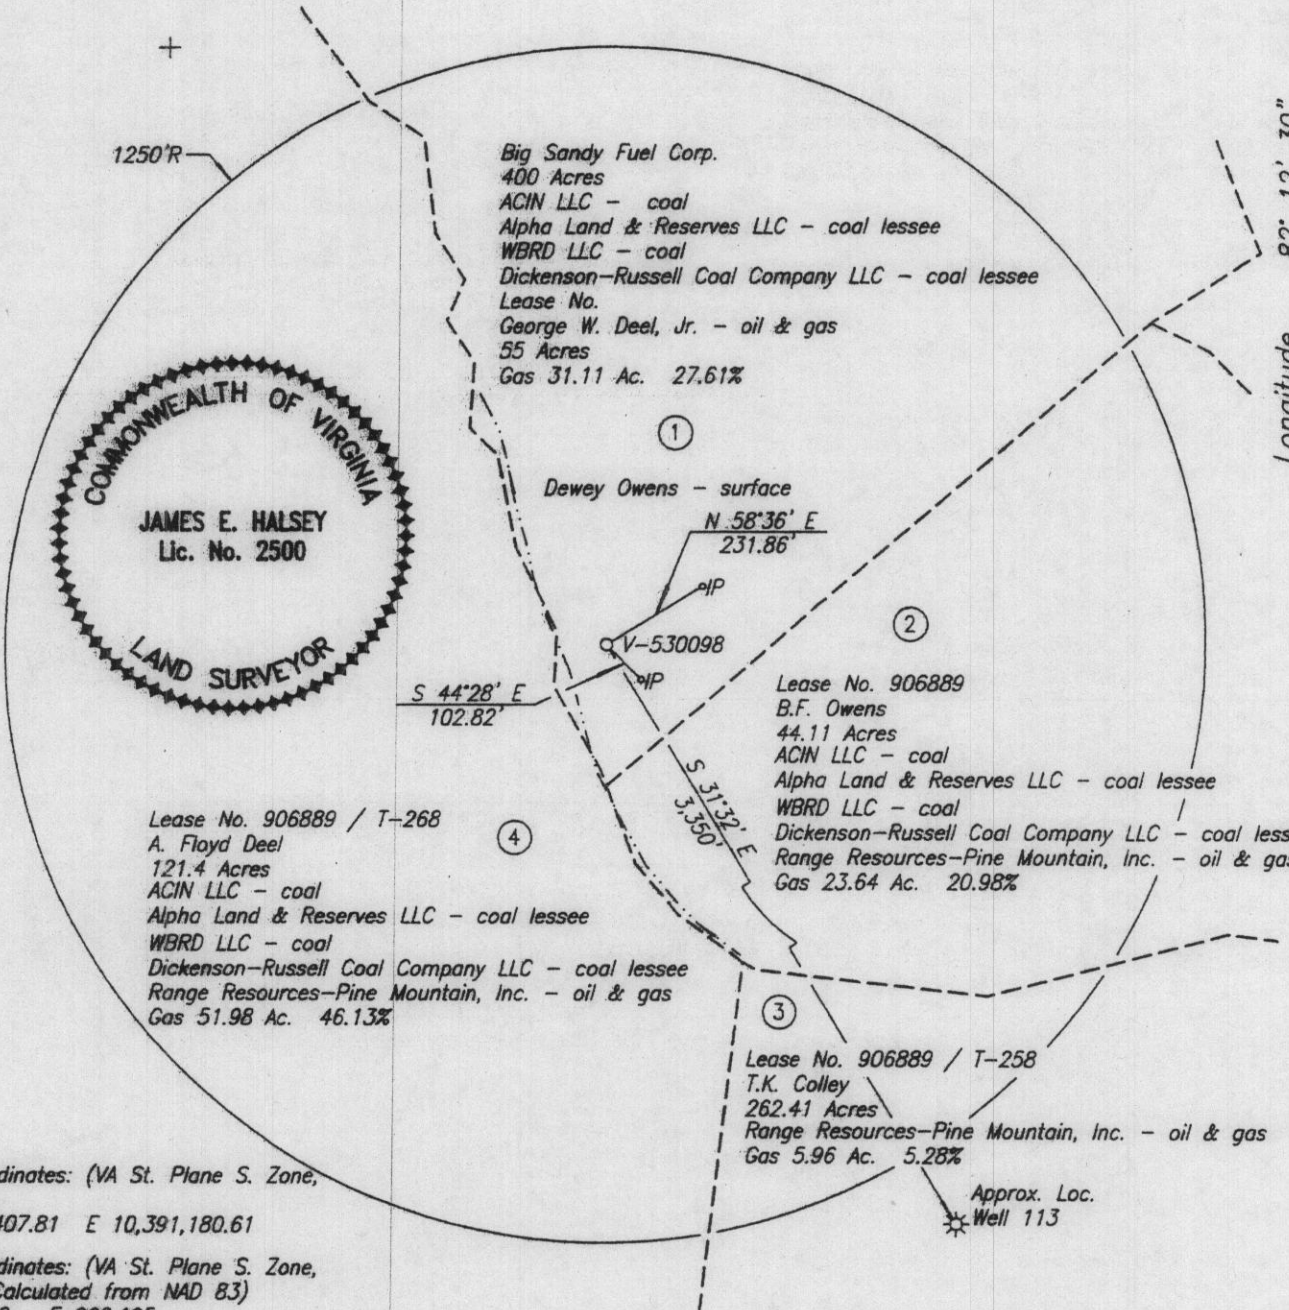 1250'R
Big Sandy Fuel Corp.
400 Acres
ACIN LLC - coal
Alpha Land & Reserves LLC - coal lessee
WBRD LLC - coal
Dickenson-Russell Coal Company LLC - coal lessee
Lease No.
George W. Deel, Jr. - oil & gas
55 Acres
Gas 31.11 Ac. 27.61%
1
Dewey Owens - surface
N 58°36' E
231.86'
IP
V-530098
IP
S 44°28' E
102.82'
COMMONWEALTH OF VIRGINIA
JAMES E. HALSEY
Lic. No. 2500
LAND SURVEYOR
Longitude 82° 12' 30"
2
Lease No. 906889
B.F. Owens
44.11 Acres
ACIN LLC - coal
Alpha Land & Reserves LLC - coal lessee
WBRD LLC - coal
Dickenson-Russell Coal Company LLC - coal less
Range Resources-Pine Mountain, Inc. - oil & gas
Gas 23.64 Ac. 20.98%
S 31°32' E
3,350'
Lease No. 906889 / T-268
4
A. Floyd Deel
121.4 Acres
ACIN LLC - coal
Alpha Land & Reserves LLC - coal lessee
WBRD LLC - coal
Dickenson-Russell Coal Company LLC - coal lessee
Range Resources-Pine Mountain, Inc. - oil & gas
Gas 51.98 Ac. 46.13%
3
Lease No. 906889 / T-258
T.K. Colley
262.41 Acres
Range Resources-Pine Mountain, Inc. - oil & gas
Gas 5.96 Ac. 5.28%
Approx. Loc.
Well 113
dinates: (VA St. Plane S. Zone,
407.81 E 10,391,180.61
dinates: (VA St. Plane S. Zone,
Calculated from NAD 83)